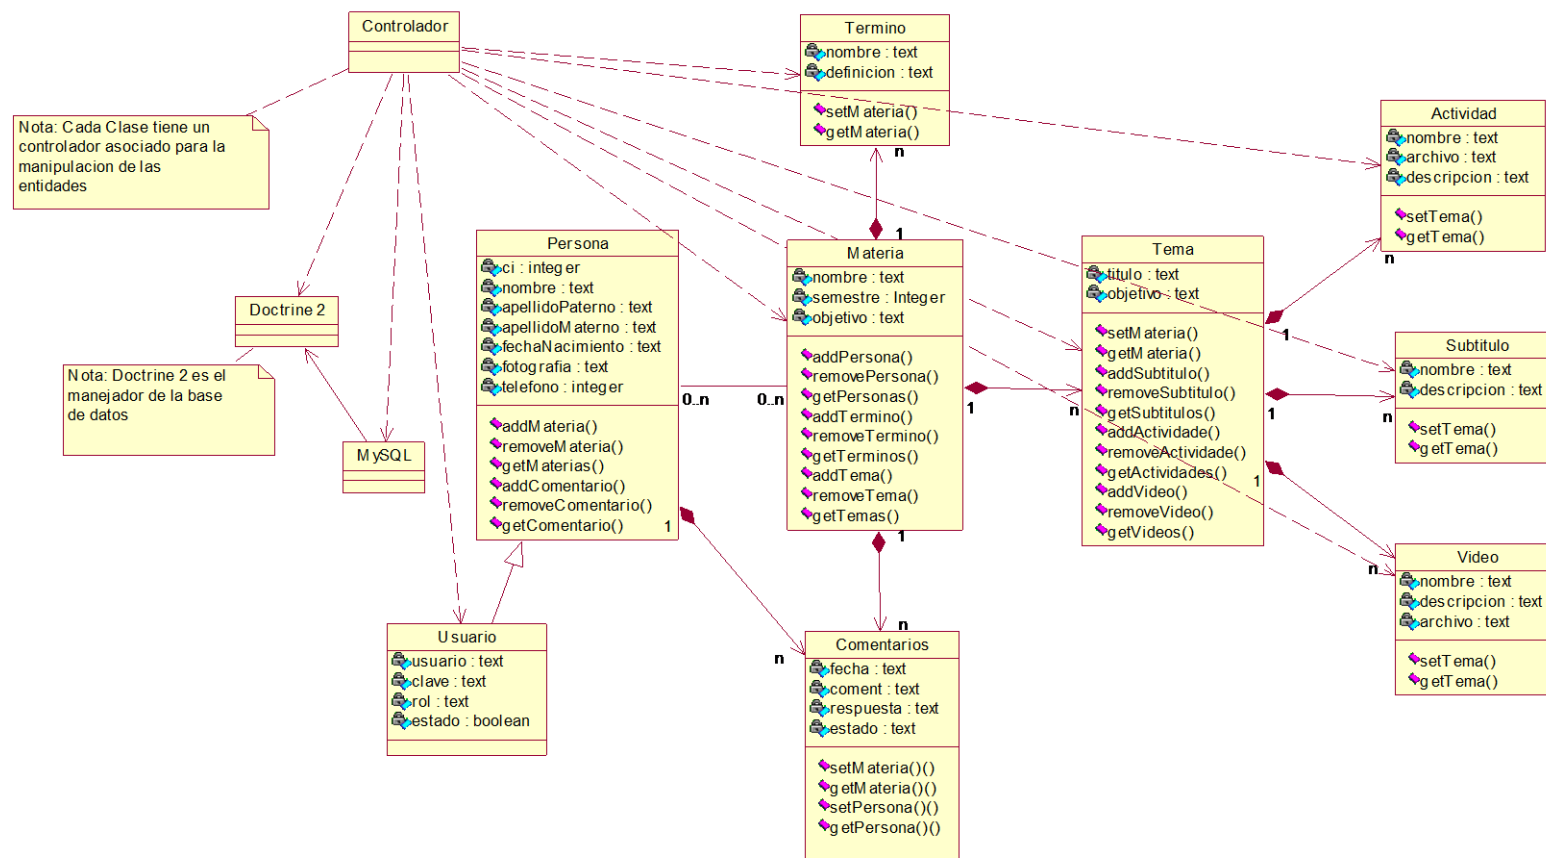 Controlador
Nota: Cada Clase tiene un
controlador asociado para la
manipulacion de las
entidades
Doctrine 2
Nota: Doctrine 2 es el
manejador de la base
de datos
MySQL
Termino
nombre : text
definicion : text
setMateria()
getMateria()
n
1
Persona
ci : integer
nombre : text
apellidoPaterno : text
apellidoMaterno : text
fechaNacimiento : text
fotografia : text
telefono : integer
addMateria()
removeMateria()
getMaterias()
addComentario()
removeComentario()
getComentario()
1
0..n
0..n
Materia
nombre : text
semestre : Integer
objetivo : text
addPersona()
removePersona()
getPersonas()
addTermino()
removeTermino()
getTerminos()
addTema()
removeTema()
getTemas()
1
n
1
n
n
Tema
titulo : text
objetivo : text
setMateria()
getMateria()
addSubtitulo()
removeSubtitulo()
getSubtitulos()
addActividade()
removeActividade()
getActividades()
addVideo()
removeVideo()
getVideos()
1
n
1
n
1
n
Actividad
nombre : text
archivo : text
descripcion : text
setTema()
getTema()
Subtitulo
nombre : text
descripcion : text
setTema()
getTema()
Video
nombre : text
descripcion : text
archivo : text
setTema()
getTema()
Usuario
usuario : text
clave : text
rol : text
estado : boolean
Comentarios
fecha : text
coment : text
respuesta : text
estado : text
setMateria()()
getMateria()()
setPersona()()
getPersona()()